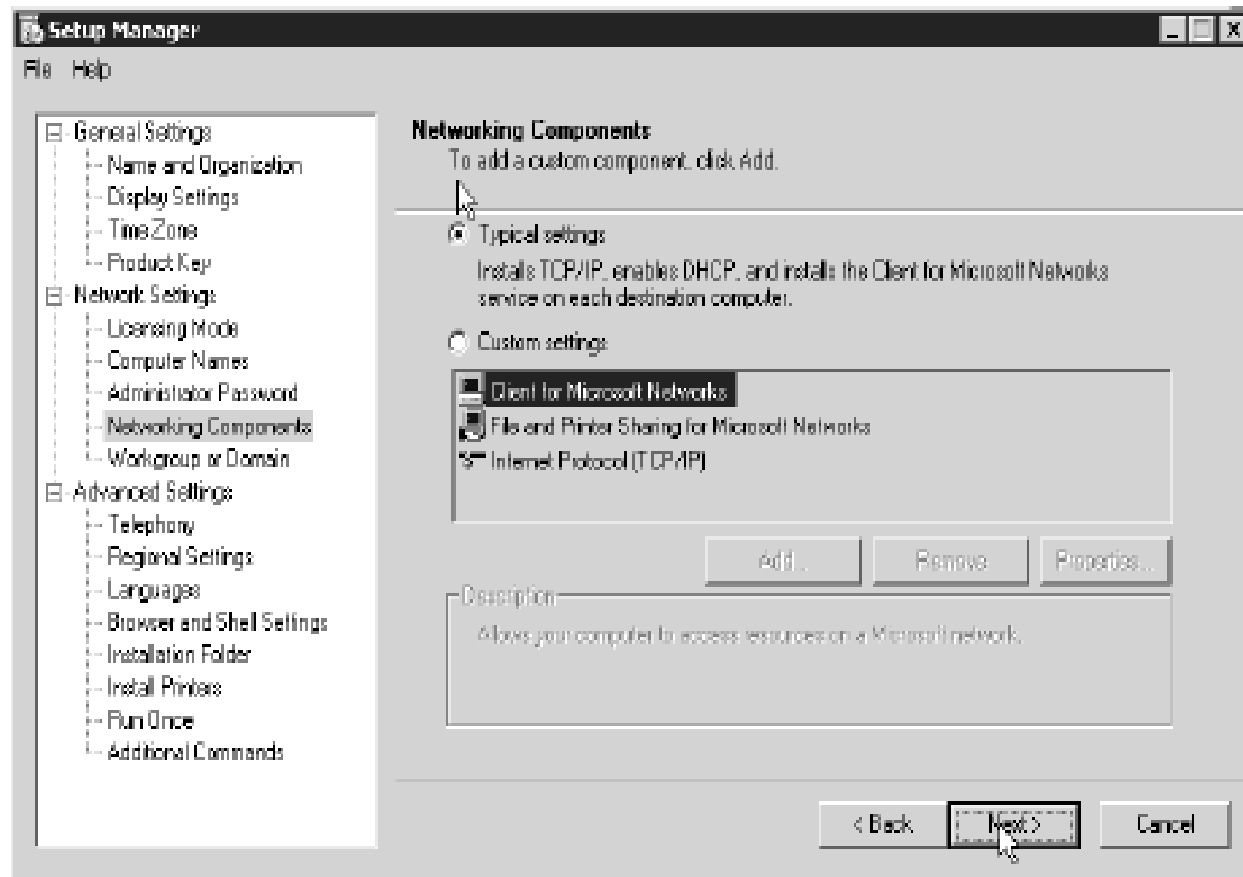 Setup Manager
File Help
General Settings
Name and Organization
Display Settings
Time Zone
Product Key
Network Settings
Licensing Mode
Computer Names
Administrator Password
Networking Components
Workgroup or Domain
Advanced Settings
Telephony
Regional Settings
Languages
Browser and Shell Settings
Installation Folder
Install Printers
Run Once
Additional Commands
Networking Components
To add a custom component, click Add.
Typical settings
Installs TCP/IP, enables DHCP, and installs the Client for Microsoft Networks
service on each destination computer.
Custom settings
Client for Microsoft Networks
File and Printer Sharing for Microsoft Networks
Internet Protocol (TCP/IP)
Add... Remove Properties...
Description
Allows your computer to access resources on a Microsoft network.
< Back Next > Cancel